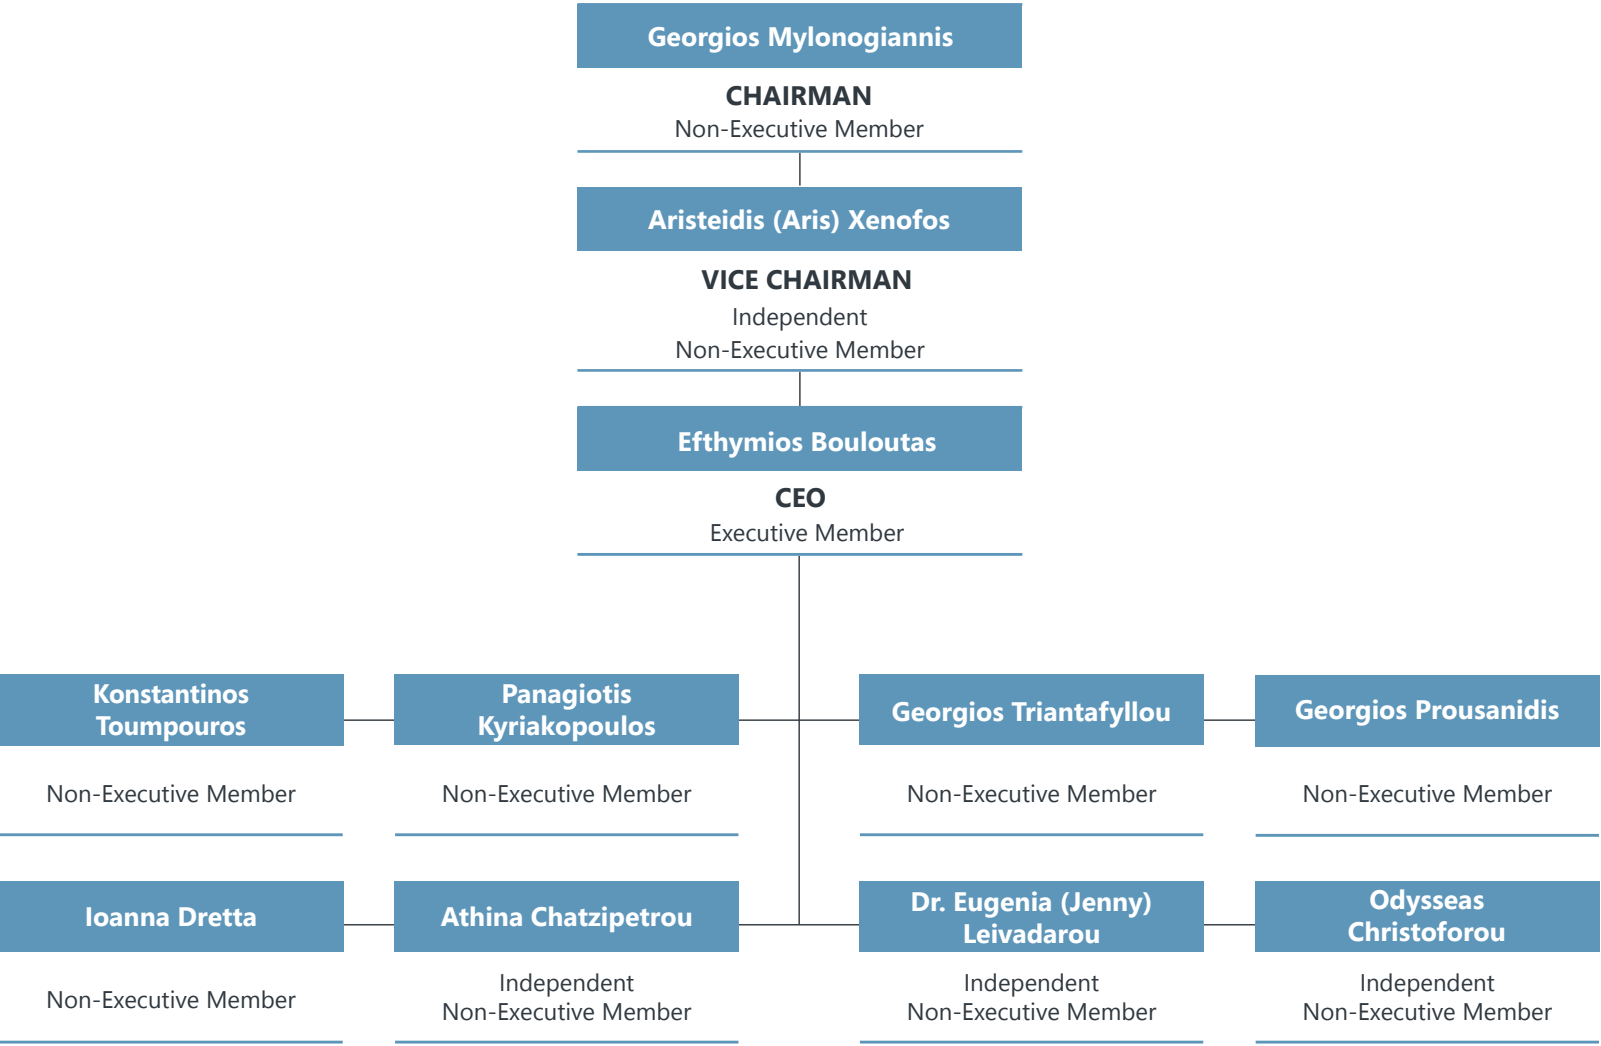 Georgios Mylonogiannis
CHAIRMAN
Non-Executive Member
Aristeidis (Aris) Xenofos
VICE CHAIRMAN
Independent
Non-Executive Member
Efthymios Bouloutas
CEO
Executive Member
Konstantinos
Toumpouros
Non-Executive Member
Panagiotis
Kyriakopoulos
Non-Executive Member
Georgios Triantafyllou
Non-Executive Member
Georgios Prousanidis
Non-Executive Member
Ioanna Dretta
Non-Executive Member
Athina Chatzipetrou
Independent
Non-Executive Member
Dr. Eugenia (Jenny)
Leivadarou
Independent
Non-Executive Member
Odysseas
Christoforou
Independent
Non-Executive Member